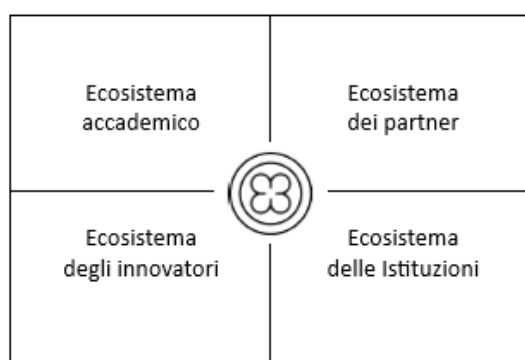 Ecosistema
accademico
Ecosistema
dei partner
Ecosistema
degli innovatori
Ecosistema
delle Istituzioni